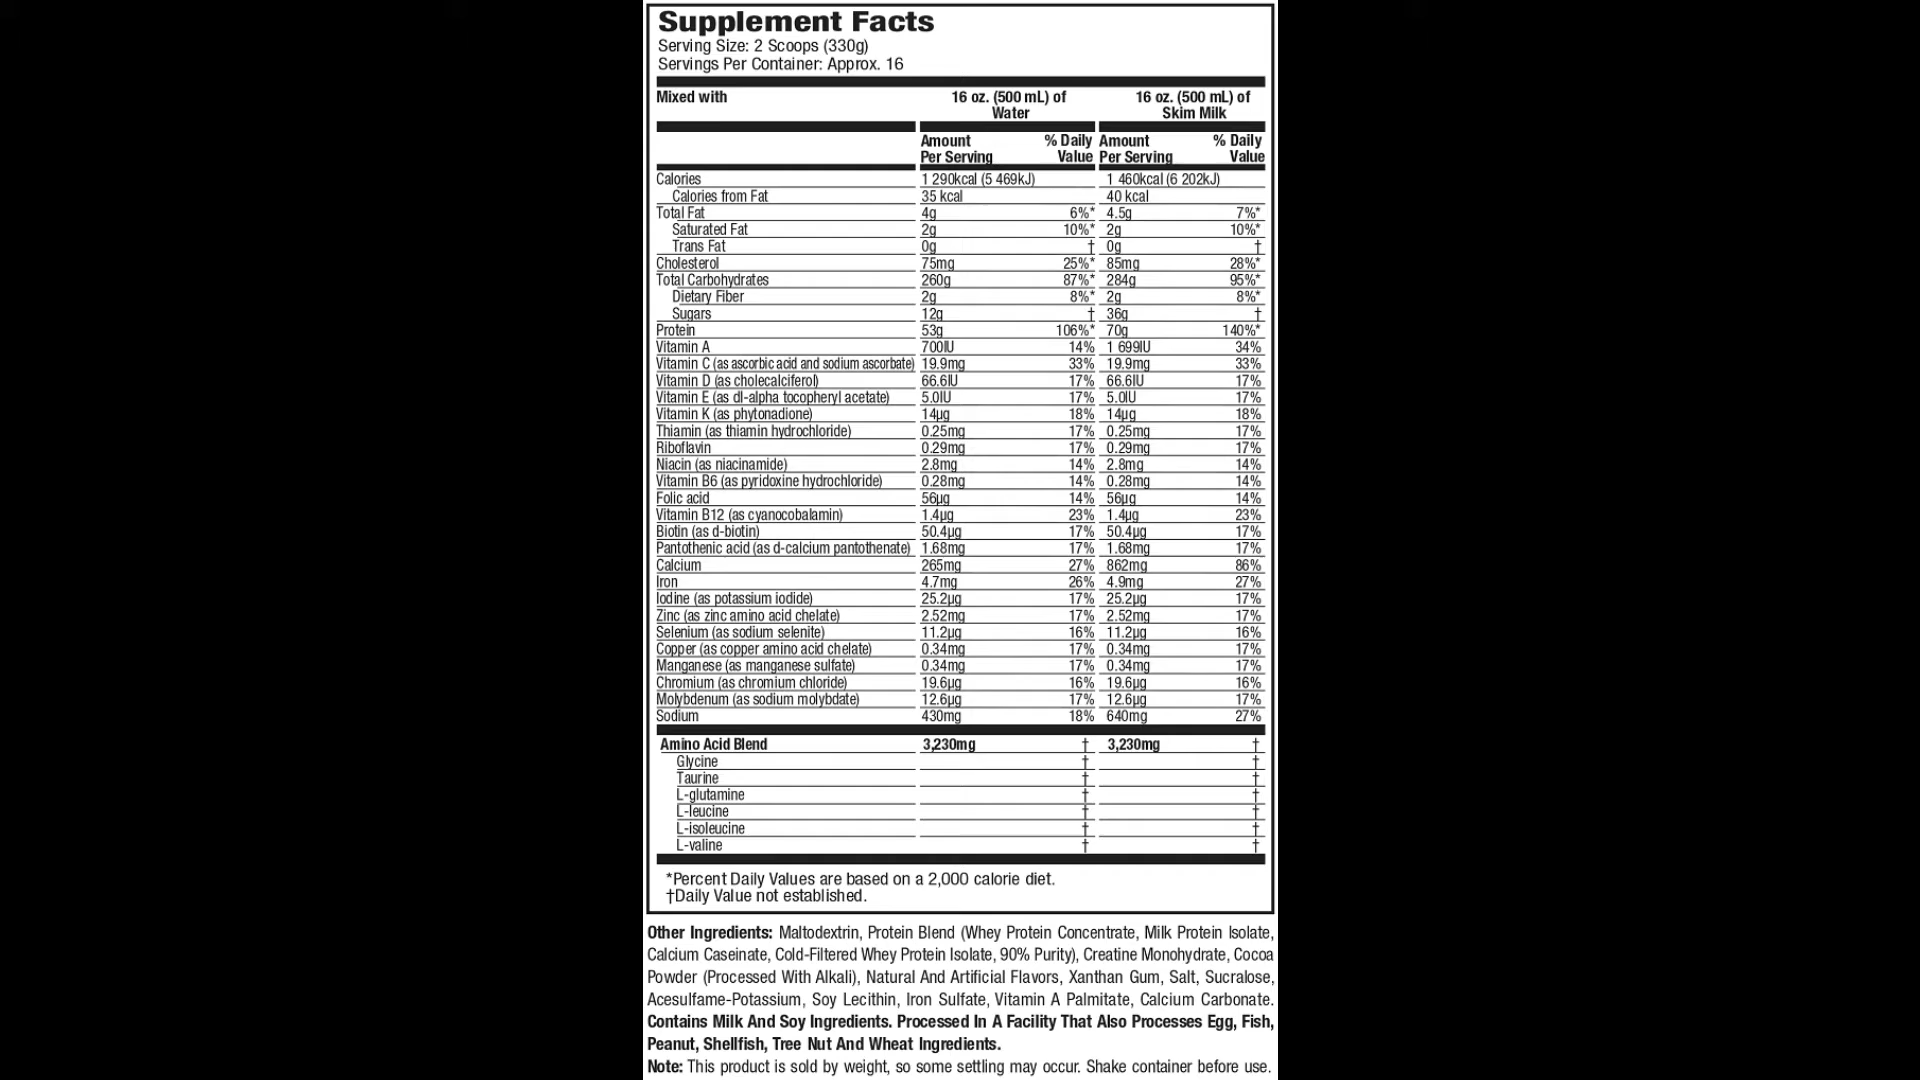 Supplement Facts
Serving Size: 2 Scoops (330g)
Servings Per Container: Approx. 16
Mixed with 16 oz. (500 mL) of 16 oz. (500 mL) of
Water Skim Milk
Amount % Daily Amount % Daily
Per Serving Value Per Serving Value
Calories 1 290kcal (5 469kJ) 1 460kcal (6 202kJ)
Calories from Fat 35 kcal 40 kcal
Total Fat 4g 6%* 4.5g 7%*
Saturated Fat 2g 10%* 2g 10%*
Trans Fat 0g † 0g †
Cholesterol 75mg 25%* 85mg 28%*
Total Carbohydrates 260g 87%* 284g 95%*
Dietary Fiber 2g 8%* 2g 8%*
Sugars 12g † 36g †
Protein 53g 106%* 70g 140%*
Vitamin A 700IU 14% 1 699IU 34%
Vitamin C (as ascorbic acid and sodium ascorbate) 19.9mg 33% 19.9mg 33%
Vitamin D (as cholecalciferol) 66.6IU 17% 66.6IU 17%
Vitamin E (as dl-alpha tocopheryl acetate) 5.0IU 17% 5.0IU 17%
Vitamin K (as phytonadione) 14µg 18% 14µg 18%
Thiamin (as thiamin hydrochloride) 0.25mg 17% 0.25mg 17%
Riboflavin 0.29mg 17% 0.29mg 17%
Niacin (as niacinamide) 2.8mg 14% 2.8mg 14%
Vitamin B6 (as pyridoxine hydrochloride) 0.28mg 14% 0.28mg 14%
Folic acid 56µg 14% 56µg 14%
Vitamin B12 (as cyanocobalamin) 1.4µg 23% 1.4µg 23%
Biotin (as d-biotin) 50.4µg 17% 50.4µg 17%
Pantothenic acid (as d-calcium pantothenate) 1.68mg 17% 1.68mg 17%
Calcium 265mg 27% 862mg 86%
Iron 4.7mg 26% 4.9mg 27%
Iodine (as potassium iodide) 25.2µg 17% 25.2µg 17%
Zinc (as zinc amino acid chelate) 2.52mg 17% 2.52mg 17%
Selenium (as sodium selenite) 11.2µg 16% 11.2µg 16%
Copper (as copper amino acid chelate) 0.34mg 17% 0.34mg 17%
Manganese (as manganese sulfate) 0.34mg 17% 0.34mg 17%
Chromium (as chromium chloride) 19.6µg 16% 19.6µg 16%
Molybdenum (as sodium molybdate) 12.6µg 17% 12.6µg 17%
Sodium 430mg 18% 640mg 27%
Amino Acid Blend 3,230mg † 3,230mg †
Glycine † †
Taurine † †
L-glutamine † †
L-leucine † †
L-isoleucine † †
L-valine † †
*Percent Daily Values are based on a 2,000 calorie diet.
†Daily Value not established.
Other Ingredients: Maltodextrin, Protein Blend (Whey Protein Concentrate, Milk Protein Isolate,
Calcium Caseinate, Cold-Filtered Whey Protein Isolate, 90% Purity), Creatine Monohydrate, Cocoa
Powder (Processed With Alkali), Natural And Artificial Flavors, Xanthan Gum, Salt, Sucralose,
Acesulfame-Potassium, Soy Lecithin, Iron Sulfate, Vitamin A Palmitate, Calcium Carbonate.
Contains Milk And Soy Ingredients. Processed In A Facility That Also Processes Egg, Fish,
Peanut, Shellfish, Tree Nut And Wheat Ingredients.
Note: This product is sold by weight, so some settling may occur. Shake container before use.